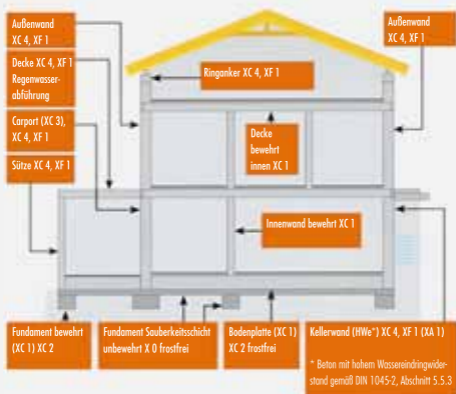 Außenwand
XC 4, XF 1
Außenwand
XC 4, XF 1
Decke XC 4, XF 1
Regenwasser-
abführung
Ringanker XC 4, XF 1
Carport (XC 3),
XC 4, XF 1
Decke
bewehrt
innen XC 1
Sütze XC 4, XF 1
Innenwand bewehrt XC 1
Fundament bewehrt
(XC 1) XC 2
Fundament Sauberkeitsschicht
unbewehrt X 0 frostfrei
Bodenplatte (XC 1)
XC 2 frostfrei
Kellerwand (HWe*) XC 4, XF 1 (XA 1)
* Beton mit hohem Wassereindringwider-
stand gemäß DIN 1045-2, Abschnitt 5.5.3